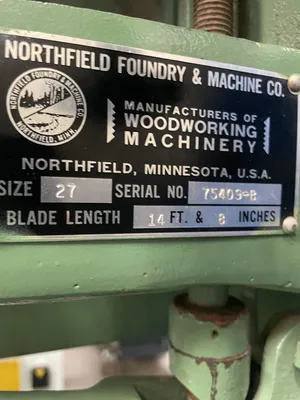 NORTHFIELD FOUNDRY & MACHINE CO.
NORTHFIELD FOUNDRY & MACHINE CO.
NORTHFIELD, MINN.
MANUFACTURERS OF
WOODWORKING
MACHINERY
NORTHFIELD, MINNESOTA, U.S.A.
SIZE 27 SERIAL NO. 75409-B
BLADE LENGTH 14 FT. & 8 INCHES